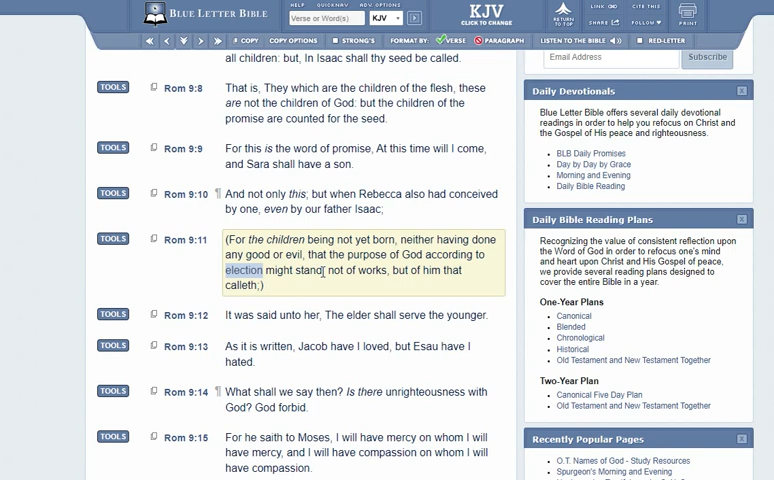 BLUE LETTER BIBLE
HELP QUICKNAV ADV. OPTIONS
Verse or Word(s) KJV
KJV
CLICK TO CHANGE
RETURN TO TOP
LINK
SHARE
CITE THIS
FOLLOW
PRINT
COPY COPY OPTIONS STRONG'S FORMAT BY: VERSE PARAGRAPH LISTEN TO THE BIBLE RED-LETTER
all children: but, In Isaac shall thy seed be called.
TOOLS Rom 9:8 That is, They which are the children of the flesh, these
are not the children of God: but the children of the
promise are counted for the seed.
TOOLS Rom 9:9 For this is the word of promise, At this time will I come,
and Sara shall have a son.
TOOLS Rom 9:10 ¶ And not only this; but when Rebecca also had conceived
by one, even by our father Isaac;
TOOLS Rom 9:11 (For the children being not yet born, neither having done
any good or evil, that the purpose of God according to
election might stand, not of works, but of him that
calleth;)
TOOLS Rom 9:12 It was said unto her, The elder shall serve the younger.
TOOLS Rom 9:13 As it is written, Jacob have I loved, but Esau have I
hated.
TOOLS Rom 9:14 ¶ What shall we say then? Is there unrighteousness with
God? God forbid.
TOOLS Rom 9:15 For he saith to Moses, I will have mercy on whom I will
have mercy, and I will have compassion on whom I will
have compassion.
Email Address Subscribe
Daily Devotionals
Blue Letter Bible offers several daily devotional
readings in order to help you refocus on Christ and
the Gospel of His peace and righteousness.
BLB Daily Promises
Day by Day by Grace
Morning and Evening
Daily Bible Reading
Daily Bible Reading Plans
Recognizing the value of consistent reflection upon
the Word of God in order to refocus one's mind
and heart upon Christ and His Gospel of peace,
we provide several reading plans designed to
cover the entire Bible in a year.
One-Year Plans
Canonical
Blended
Chronological
Historical
Old Testament and New Testament Together
Two-Year Plan
Canonical Five Day Plan
Old Testament and New Testament Together
Recently Popular Pages
O.T. Names of God - Study Resources
Spurgeon's Morning and Evening